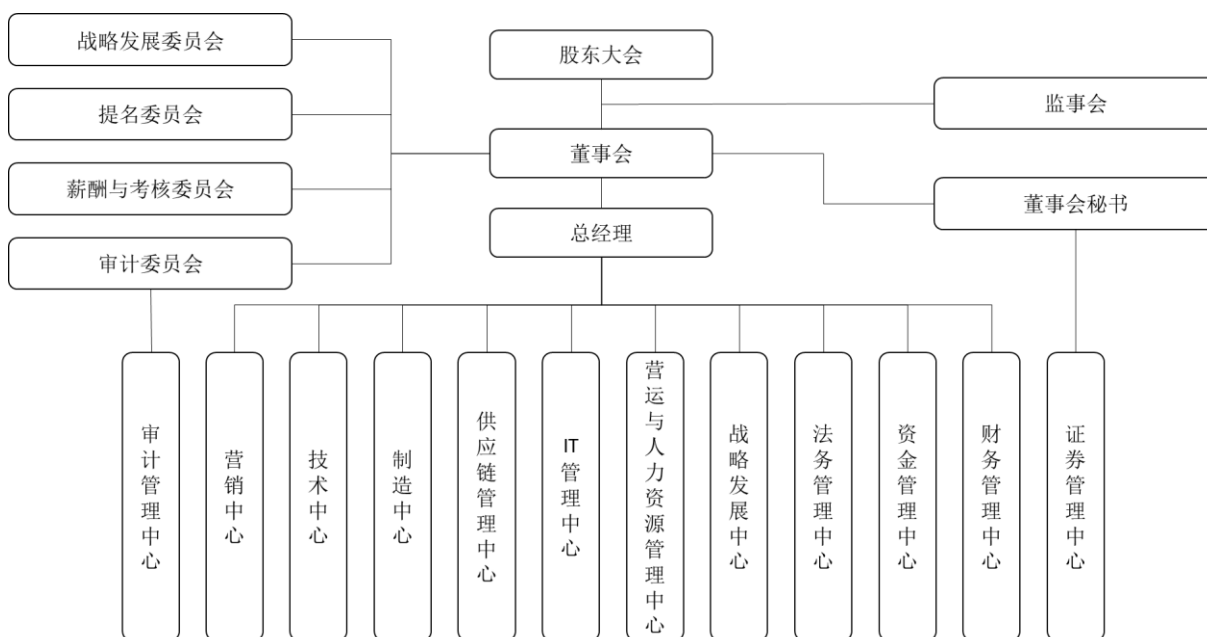 战略发展委员会
股东大会
提名委员会
监事会
董事会
薪酬与考核委员会
董事会秘书
总经理
审计委员会
审计管理中心
营销中心
技术中心
制造中心
供应链管理中心
IT管理中心
营运与人力资源管理中心
战略发展中心
法务管理中心
资金管理中心
财务管理中心
证券管理中心